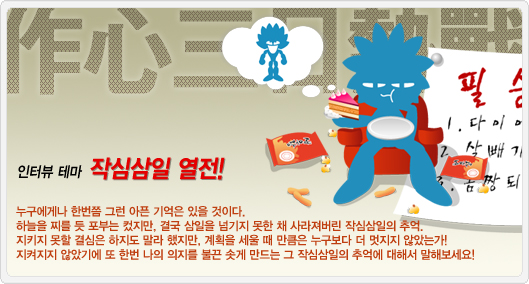 作心三日熱戰
필 승
1. 다이어
2. 살빼기
3. 몸짱되
인터뷰 테마 작심삼일 열전!
누구에게나 한번쯤 그런 아픈 기억은 있을 것이다.
하늘을 찌를 듯 포부는 컸지만, 결국 삼일을 넘기지 못한 채 사라져버린 작심삼일의 추억.
지키지 못할 결심은 하지도 말라 했지만, 계획을 세울 때 만큼은 누구보다 더 멋지지 않았는가!
지켜지지 않았기에 또 한번 나의 의지를 불끈 솟게 만드는 그 작심삼일의 추억에 대해서 말해보세요!